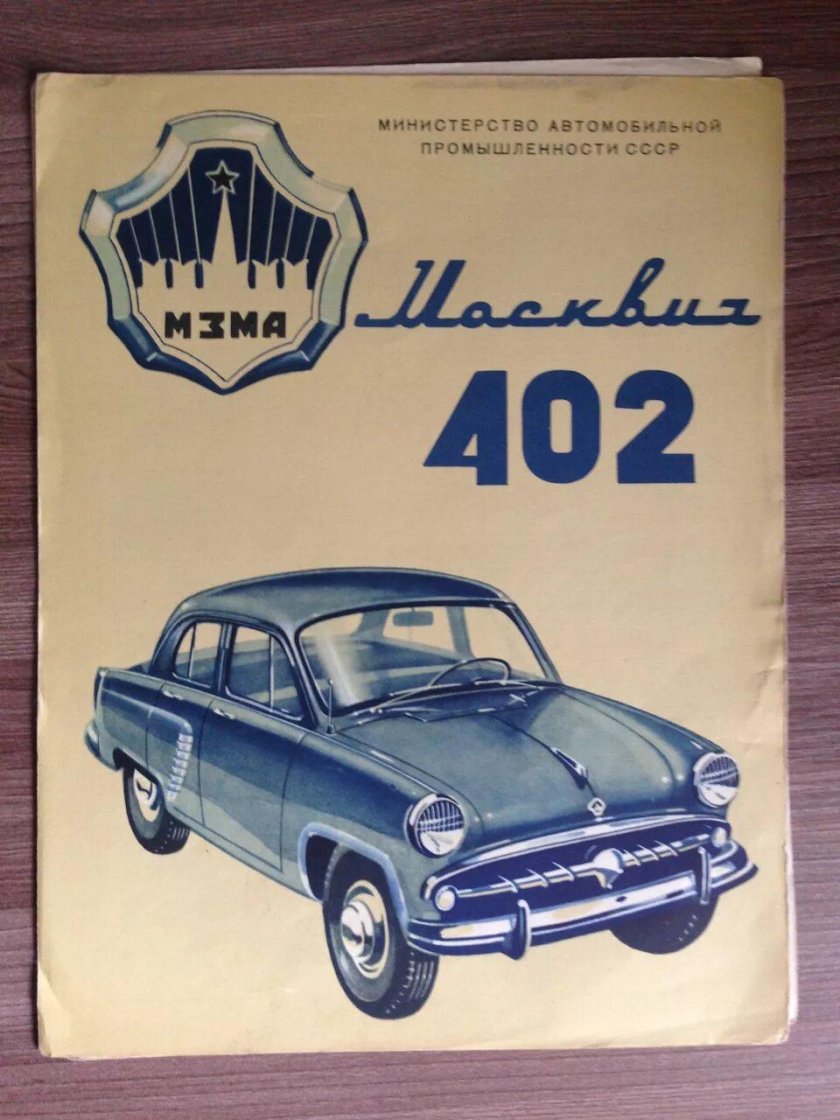 МИНИСТЕРСТВО АВТОМОБИЛЬНОЙ
ПРОМЫШЛЕННОСТИ СССР
МЗМА
Москвич
402